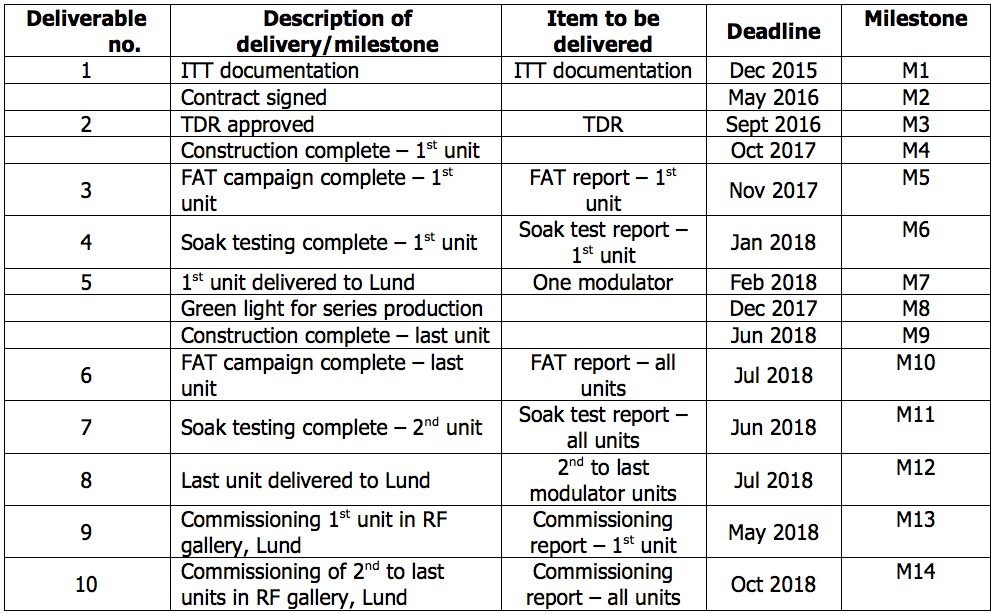 Deliverable no. Description of delivery/milestone Item to be delivered Deadline Milestone
1 ITT documentation ITT documentation Dec 2015 M1
Contract signed May 2016 M2
2 TDR approved TDR Sept 2016 M3
Construction complete – 1st unit Oct 2017 M4
3 FAT campaign complete – 1st unit FAT report – 1st unit Nov 2017 M5
4 Soak testing complete – 1st unit Soak test report – 1st unit Jan 2018 M6
5 1st unit delivered to Lund One modulator Feb 2018 M7
Green light for series production Dec 2017 M8
Construction complete – last unit Jun 2018 M9
6 FAT campaign complete – last unit FAT report – all units Jul 2018 M10
7 Soak testing complete – 2nd unit Soak test report – all units Jun 2018 M11
8 Last unit delivered to Lund 2nd to last modulator units Jul 2018 M12
9 Commissioning 1st unit in RF gallery, Lund Commissioning report – 1st unit May 2018 M13
10 Commissioning of 2nd to last units in RF gallery, Lund Commissioning report – all units Oct 2018 M14